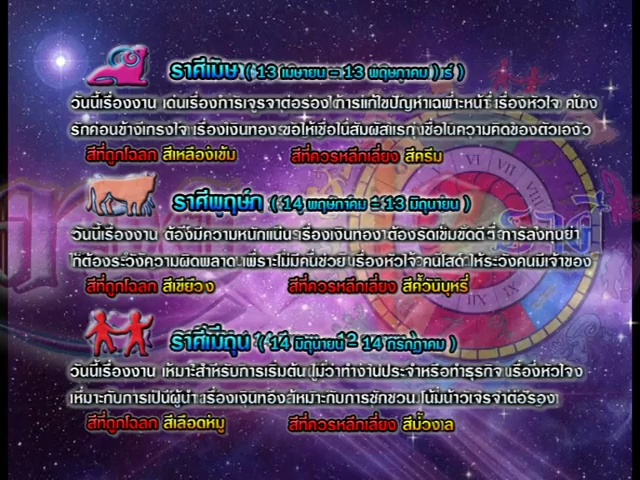 ราศีเมษ ( 13 เมษายน - 13 พฤษภาคม )
วันนี้เรื่องงาน เด่นเรื่องการเจรจาต่อรอง การแก้ไขปัญหาเฉพาะหน้า เรื่องหัวใจ คน
รักค่อนข้างเกรงใจ เรื่องเงินทอง ขอให้เชื่อในสัมผัสแรก เชื่อในความคิดของตัวเอง
สีที่ถูกโฉลก สีเหลืองเข้ม สีที่ควรหลีกเลี่ยง สีครีม
ราศีพฤษก ( 14 พฤษภาคม - 13 มิถุนายน )
วันนี้เรื่องงาน ต้องมีความหนักแน่น เรื่องเงินทอง ต้องรัดเข็มขัด การลงทุน
ก็ต้องระวังความผิดพลาด เพราะไม่มีคนช่วย เรื่องหัวใจ คนโสด ให้ระวังคนมีเจ้าของ
สีที่ถูกโฉลก สีเขียว สีที่ควรหลีกเลี่ยง สีควันบุหรี่
ราศีเมถุน ( 14 มิถุนายน - 14 กรกฎาคม )
วันนี้เรื่องงาน เหมาะสำหรับการเริ่มต้น ไม่ว่าทำงานประจำหรือทำธุรกิจ เรื่องหัวใจ
เหมาะกับการเป็นผู้นำ เรื่องเงินทอง เหมาะกับการชักชวน โน้มน้าวเจรจาต่อรอง
สีที่ถูกโฉลก สีเลือดหมู สีที่ควรหลีกเลี่ยง สีม่วง